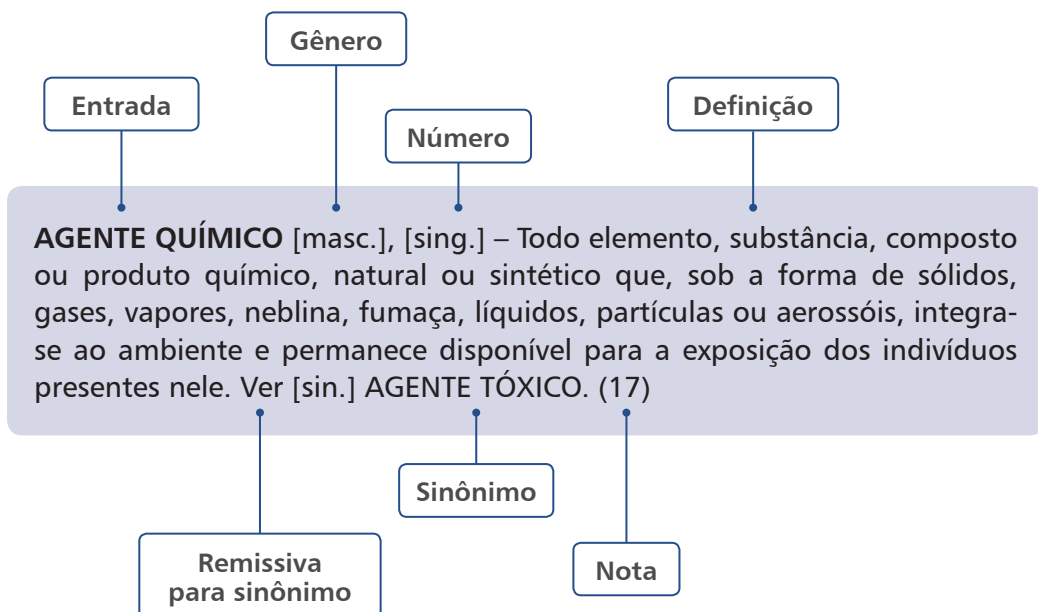 Gênero
Entrada
Definição
Número
AGENTE QUÍMICO [masc.], [sing.] – Todo elemento, substância, composto
ou produto químico, natural ou sintético que, sob a forma de sólidos,
gases, vapores, neblina, fumaça, líquidos, partículas ou aerossóis, integra-
se ao ambiente e permanece disponível para a exposição dos indivíduos
presentes nele. Ver [sin.] AGENTE TÓXICO. (17)
Sinônimo
Remissiva
para sinônimo
Nota